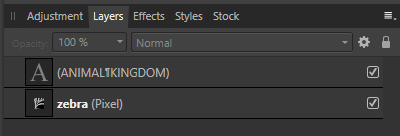 Adjustment Layers Effects Styles Stock
Opacity: 100 % Normal
A (ANIMAL¶KINGDOM)
zebra (Pixel)